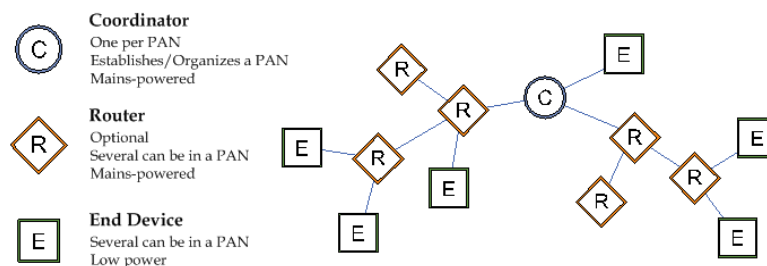 C
Coordinator
One per PAN
Establishes/Organizes a PAN
Mains-powered
R
Router
Optional
Several can be in a PAN
Mains-powered
E
End Device
Several can be in a PAN
Low power
R
R
C
E
E
R
E
E
R
R
R
E
E